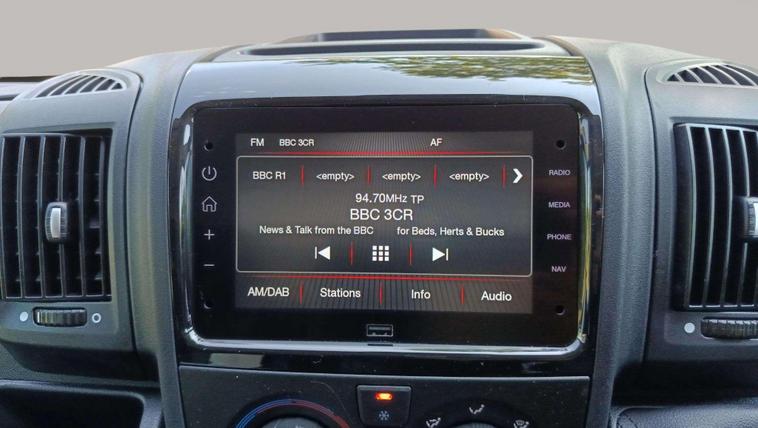 FM BBC 3CR AF
BBC R1 <empty> <empty> <empty>
94.70MHz TP
BBC 3CR
News & Talk from the BBC for Beds, Herts & Bucks
AM/DAB Stations Info Audio
RADIO
MEDIA
PHONE
NAV